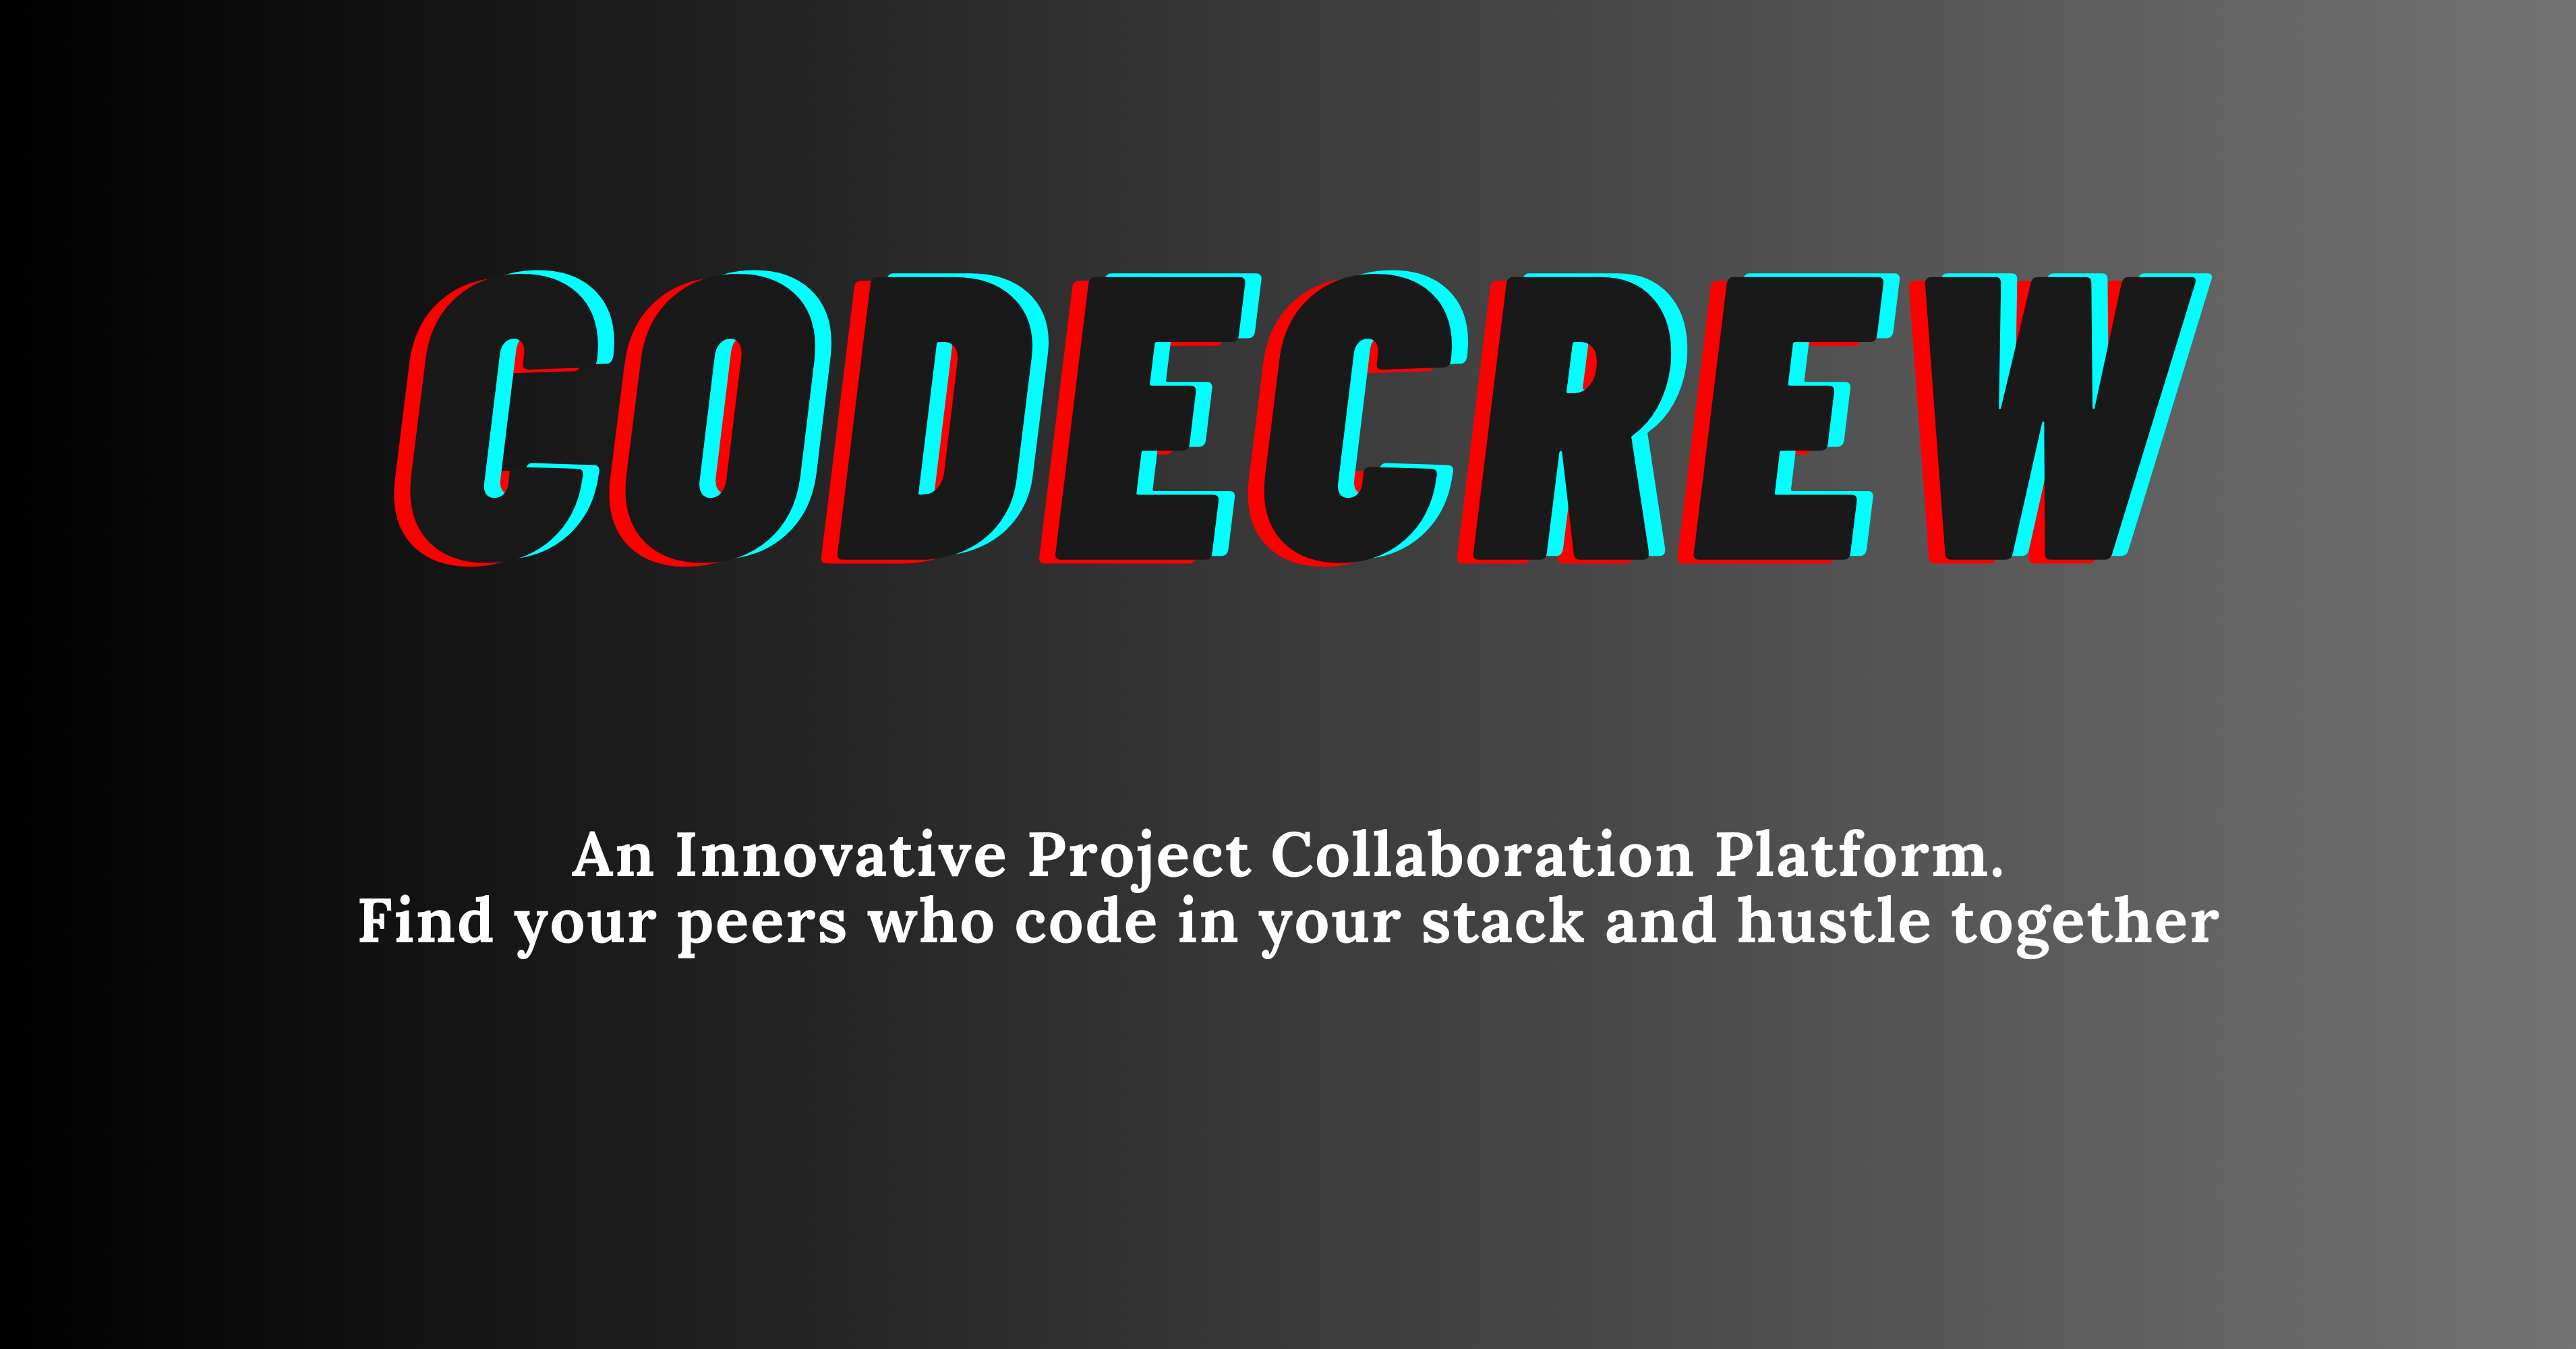 CODECREW
An Innovative Project Collaboration Platform.
Find your peers who code in your stack and hustle together